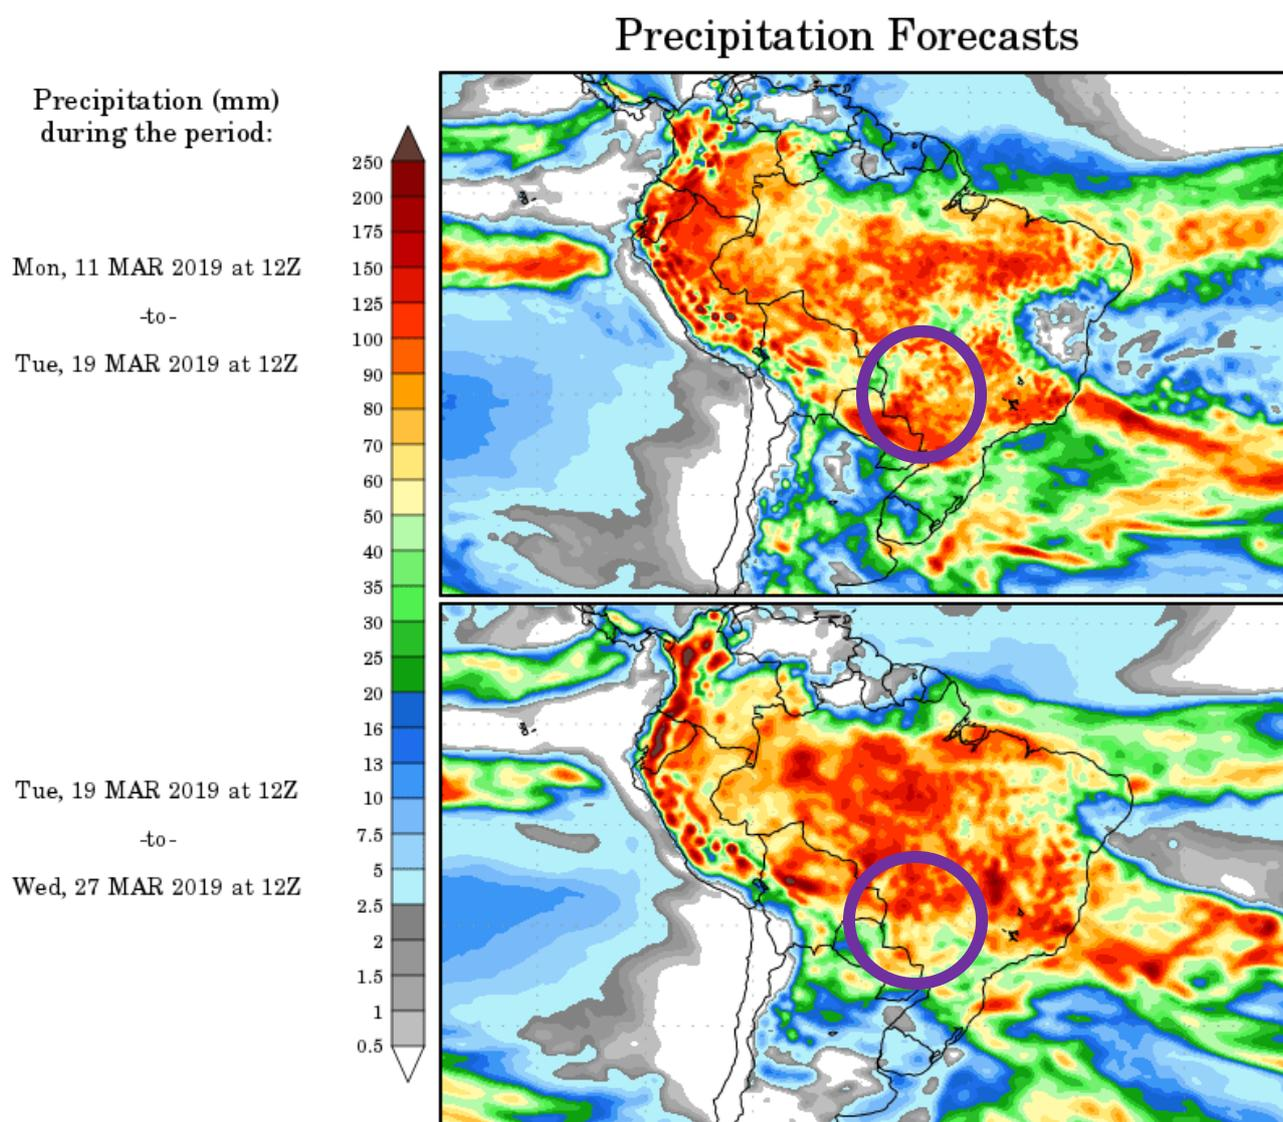 Precipitation Forecasts
Precipitation (mm)
during the period:
Mon, 11 MAR 2019 at 12Z
-to-
Tue, 19 MAR 2019 at 12Z
Tue, 19 MAR 2019 at 12Z
-to-
Wed, 27 MAR 2019 at 12Z
250
200
175
150
125
100
90
80
70
60
50
40
35
30
25
20
16
13
10
7.5
5
2.5
2
1.5
1
0.5